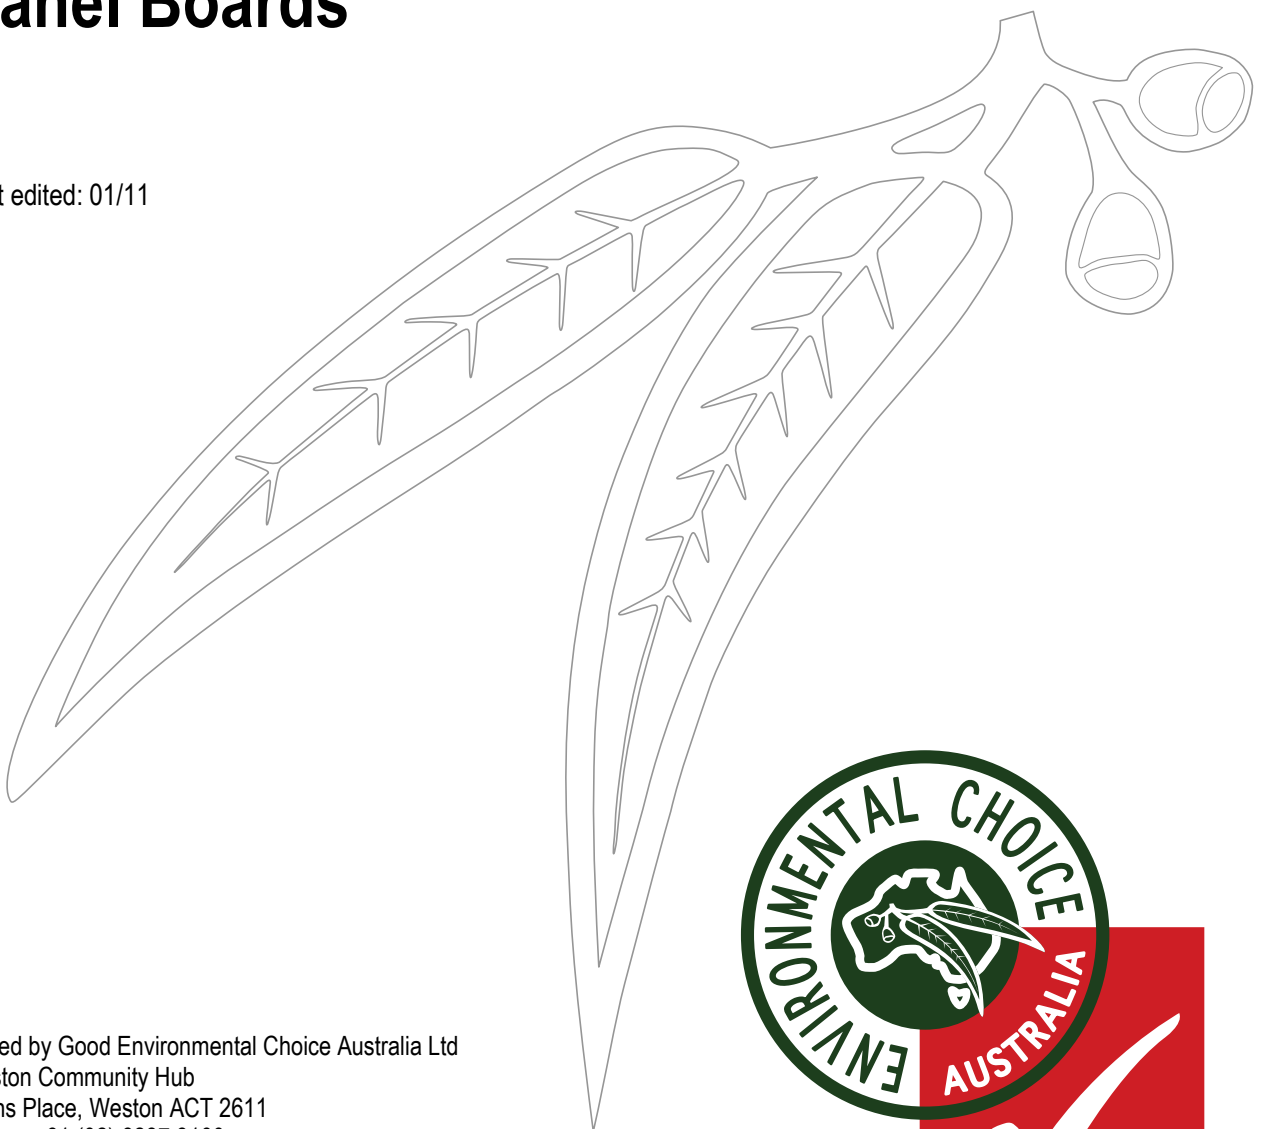 anel Boards
t edited: 01/11
ENVIRONMENTAL CHOICE
AUSTRALIA
ed by Good Environmental Choice Australia Ltd
ton Community Hub
ns Place, Weston ACT 2611